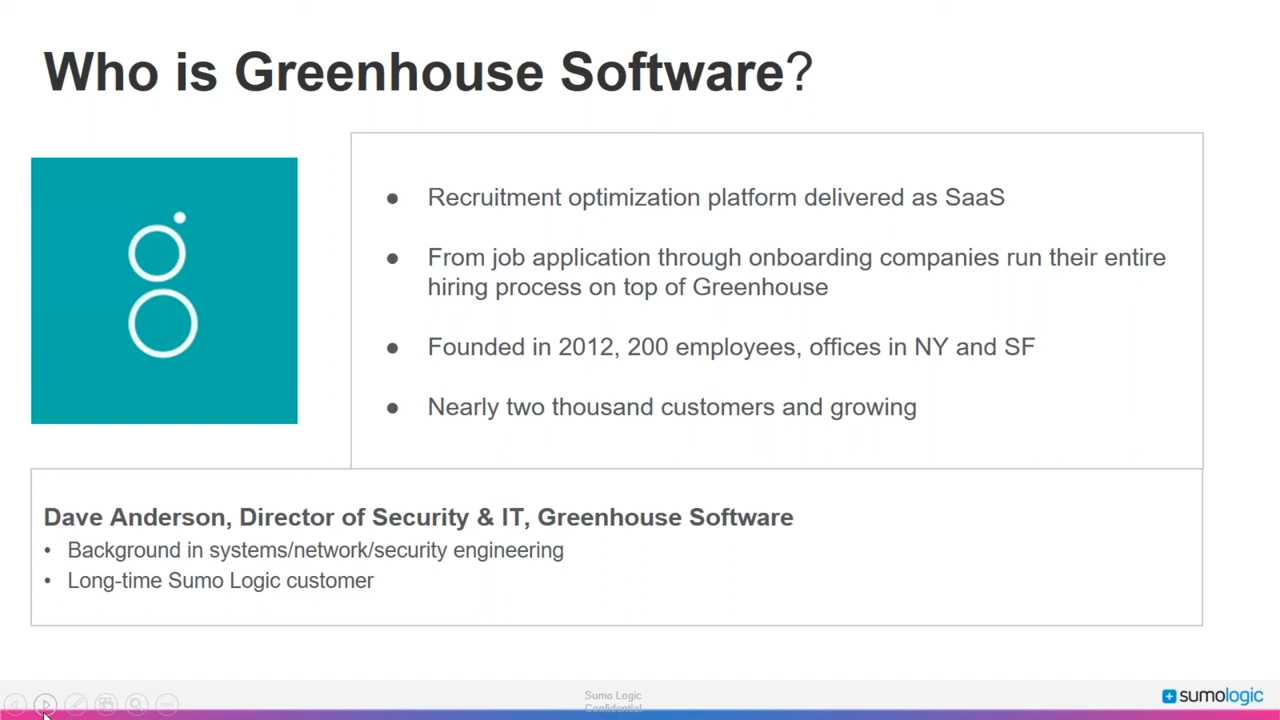 Who is Greenhouse Software?
● Recruitment optimization platform delivered as SaaS
● From job application through onboarding companies run their entire
hiring process on top of Greenhouse
● Founded in 2012, 200 employees, offices in NY and SF
● Nearly two thousand customers and growing
Dave Anderson, Director of Security & IT, Greenhouse Software
• Background in systems/network/security engineering
• Long-time Sumo Logic customer
Sumo Logic
Confidential
sumologic